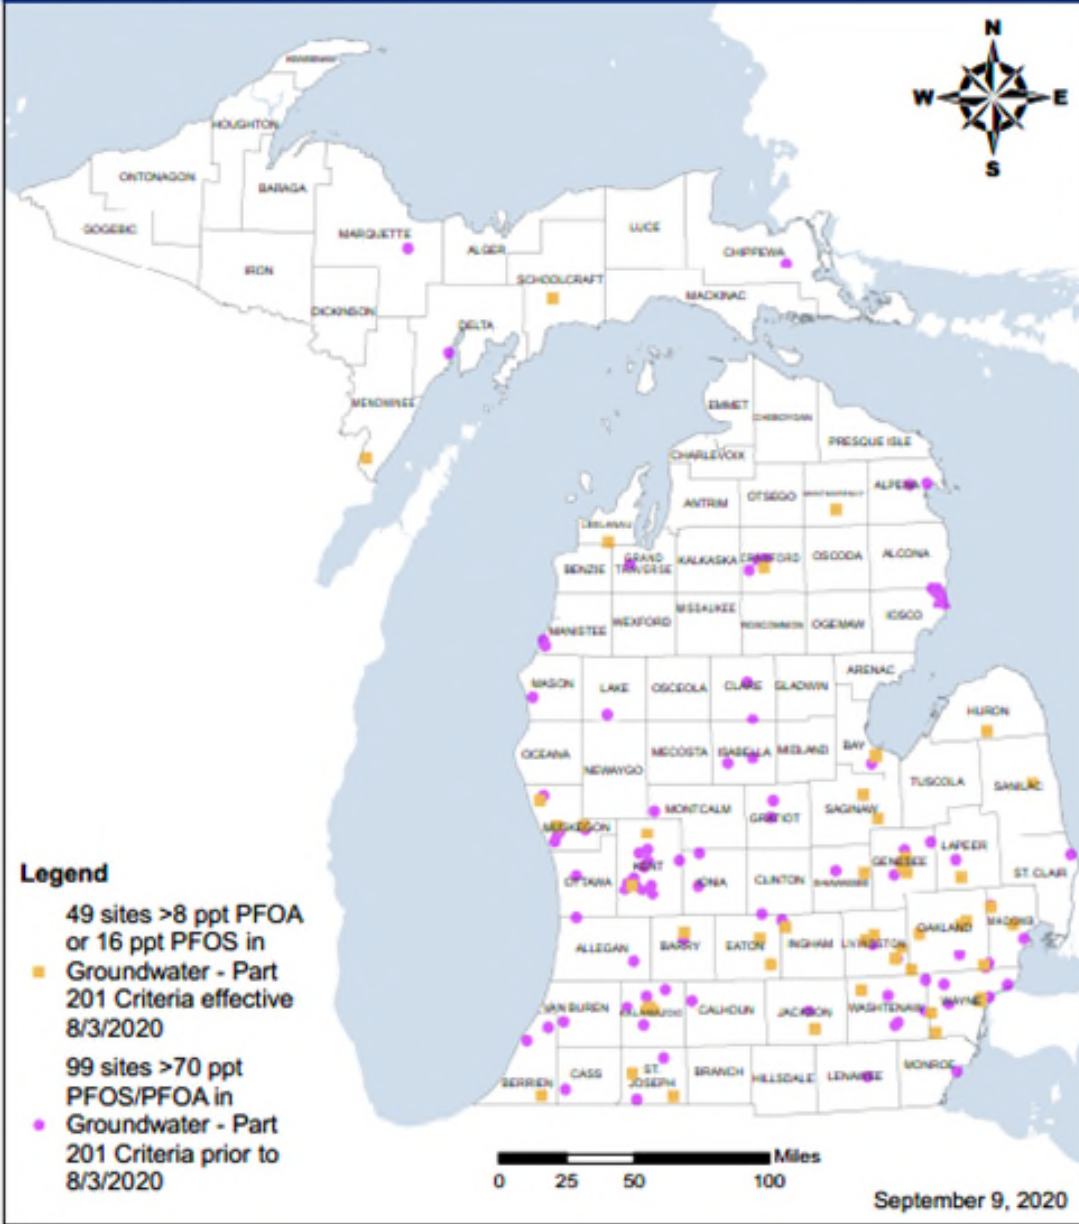 N
W E
S
KEWEENAW
HOUGHTON
ONTONAGON
BARAGA
GOGEBIC
MARQUETTE
LUCE
ALGER
CHIPPEWA
IRON
SCHOOLCRAFT
MACKINAC
DICKINSON
DELTA
MENOMINEE
EMMET
CHEBOYGAN
PRESQUE ISLE
CHARLEVOIX
ALPENA
ANTRIM
OTSEGO
MONTMORENCY
LEELANAU
GRAND
TRAVERSE
BENZIE
KALKASKA
CRAWFORD
OSCODA
ALCONA
MANISTEE
WEXFORD
MISSAUKEE
ROSCOMMON
OGEMAW
IOSCO
ARENAC
MASON
LAKE
OSCEOLA
CLARE
GLADWIN
HURON
OCEANA
NEWAYGO
MECOSTA
ISABELLA
MIDLAND
BAY
TUSCOLA
SANILAC
MUSKEGON
MONTCALM
GRATIOT
SAGINAW
KENT
OTTAWA
IONIA
CLINTON
SHIAWASSEE
GENESEE
LAPEER
ST. CLAIR
ALLEGAN
BARRY
EATON
INGHAM
LIVINGSTON
OAKLAND
MACOMB
VAN BUREN
KALAMAZOO
CALHOUN
JACKSON
WASHTENAW
WAYNE
BERRIEN
CASS
ST.
JOSEPH
BRANCH
HILLSDALE
LENAWEE
MONROE
Legend
49 sites >8 ppt PFOA
or 16 ppt PFOS in
Groundwater - Part
201 Criteria effective
8/3/2020
99 sites >70 ppt
PFOS/PFOA in
Groundwater - Part
201 Criteria prior to
8/3/2020
Miles
0 25 50 100
September 9, 2020